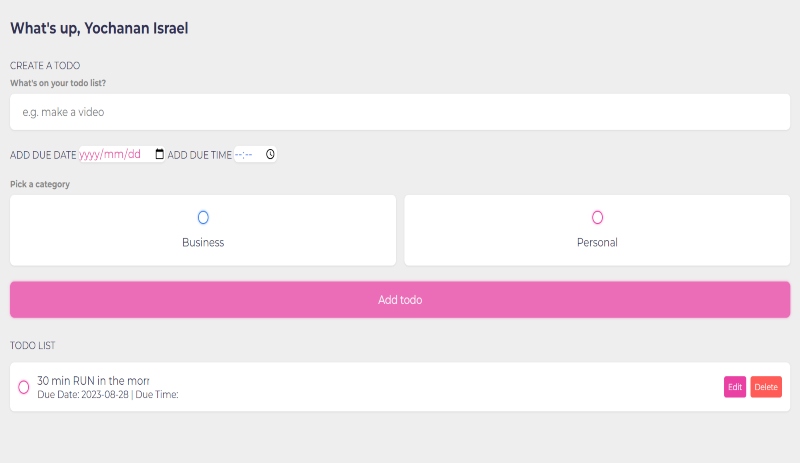 What's up, Yochanan Israel
CREATE A TODO
What's on your todo list?
e.g. make a video
ADD DUE DATE yyyy/mm/dd ADD DUE TIME --:--
Pick a category
Business
Personal
Add todo
TODO LIST
30 min RUN in the morr
Due Date: 2023-08-28 | Due Time:
Edit
Delete